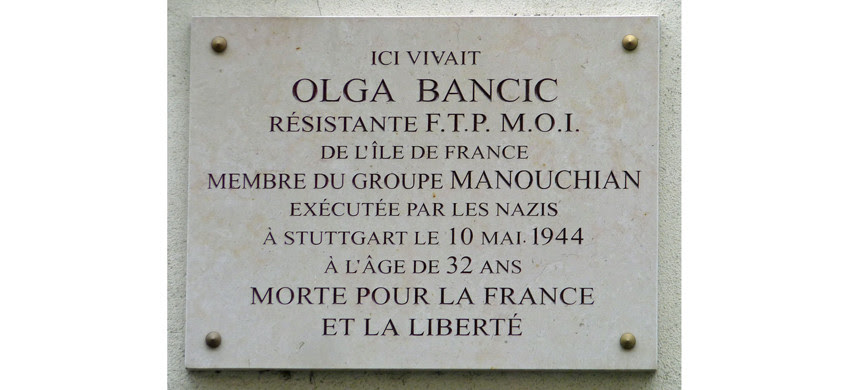 ICI VIVAIT
OLGA BANCIC
RÉSISTANTE F.T.P. M.O.I.
DE L'ÎLE DE FRANCE
MEMBRE DU GROUPE MANOUCHIAN
EXÉCUTÉE PAR LES NAZIS
À STUTTGART LE 10 MAI 1944
À L'ÂGE DE 32 ANS
MORTE POUR LA FRANCE
ET LA LIBERTÉ